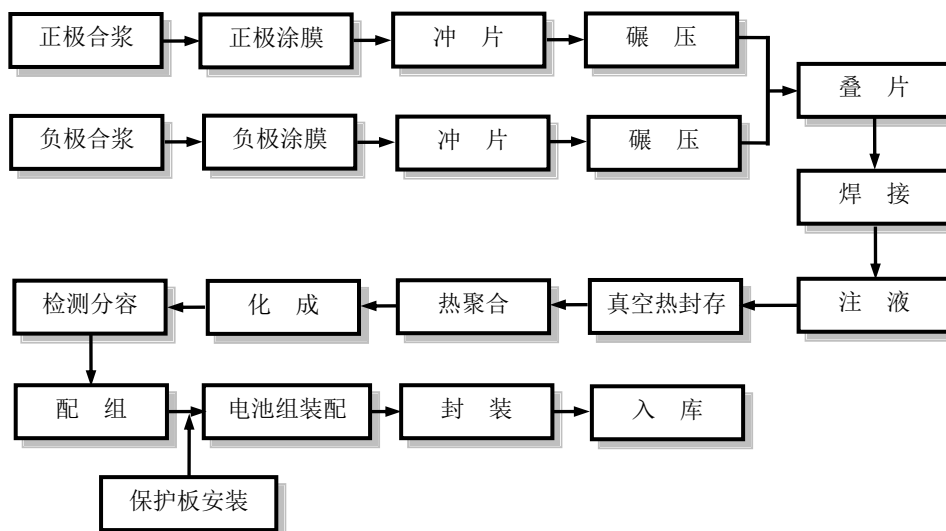 正极合浆
正极涂膜
冲 片
碾 压
叠 片
负极合浆
负极涂膜
冲 片
碾 压
焊 接
检测分容
化 成
热聚合
真空热封存
注 液
配 组
电池组装配
封 装
入 库
保护板安装